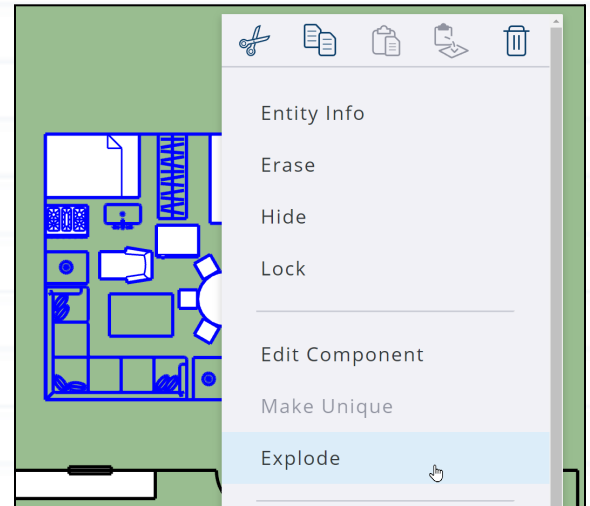 Entity Info
Erase
Hide
Lock
Edit Component
Make Unique
Explode